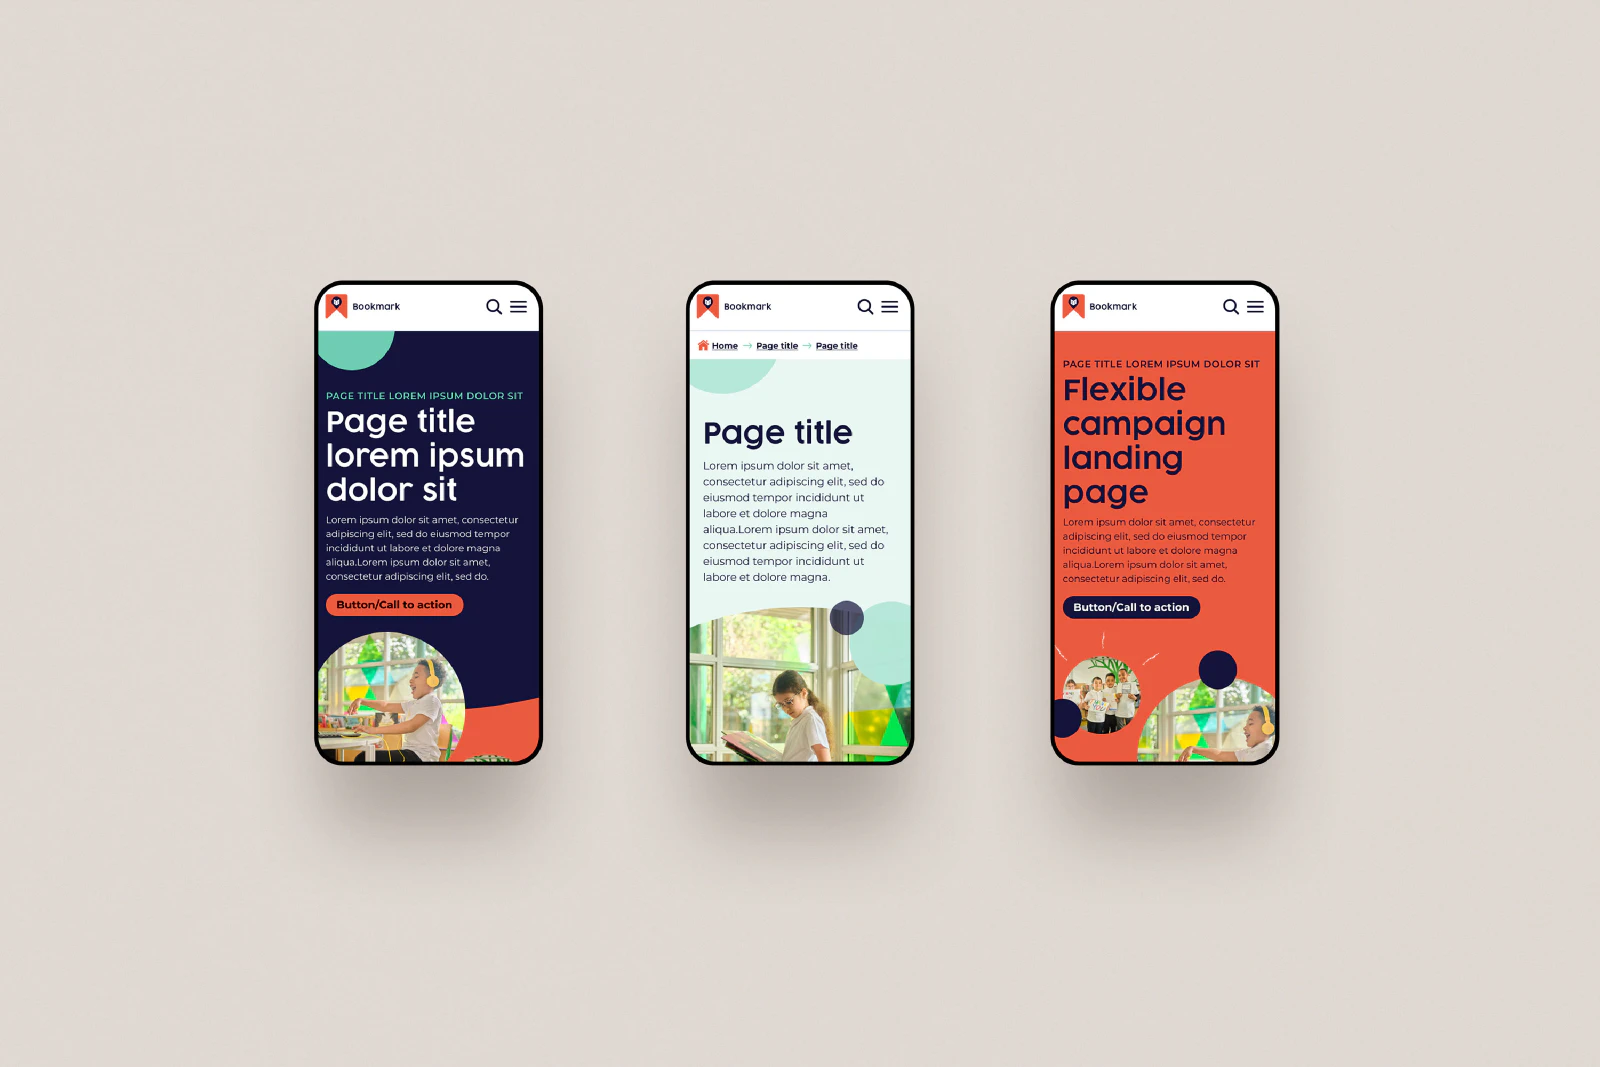 Bookmark
PAGE TITLE LOREM IPSUM DOLOR SIT
Page title
lorem ipsum
dolor sit
Lorem ipsum dolor sit amet, consectetur
adipiscing elit, sed do eiusmod tempor
incididunt ut labore et dolore magna
aliqua.Lorem ipsum dolor sit amet,
consectetur adipiscing elit, sed do.
Button/Call to action
Bookmark
Home → Page title → Page title
Page title
Lorem ipsum dolor sit amet,
consectetur adipiscing elit, sed do
eiusmod tempor incididunt ut
labore et dolore magna
aliqua.Lorem ipsum dolor sit amet,
consectetur adipiscing elit, sed do
eiusmod tempor incididunt ut
labore et dolore magna.
Bookmark
PAGE TITLE LOREM IPSUM DOLOR SIT
Flexible
campaign
landing
page
Lorem ipsum dolor sit amet, consectetur
adipiscing elit, sed do eiusmod tempor
incididunt ut labore et dolore magna
aliqua.Lorem ipsum dolor sit amet,
consectetur adipiscing elit, sed do.
Button/Call to action